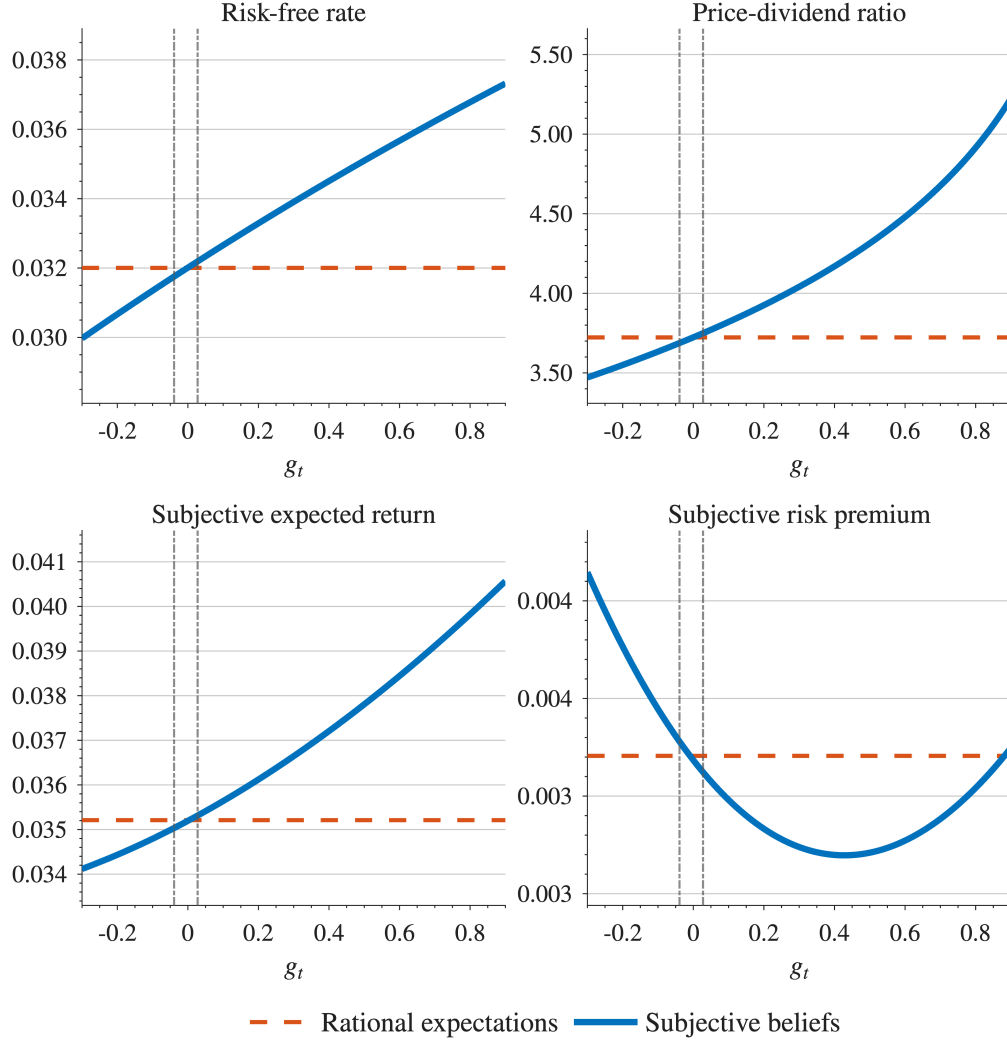 Risk-free rate
0.038
0.036
0.034
0.032
0.030
-0.2 0 0.2 0.4 0.6 0.8
g_t
Price-dividend ratio
5.50
5.00
4.50
4.00
3.50
-0.2 0 0.2 0.4 0.6 0.8
g_t
Subjective expected return
0.041
0.040
0.039
0.038
0.037
0.036
0.035
0.034
-0.2 0 0.2 0.4 0.6 0.8
g_t
Subjective risk premium
0.004
0.004
0.003
0.003
-0.2 0 0.2 0.4 0.6 0.8
g_t
Rational expectations Subjective beliefs